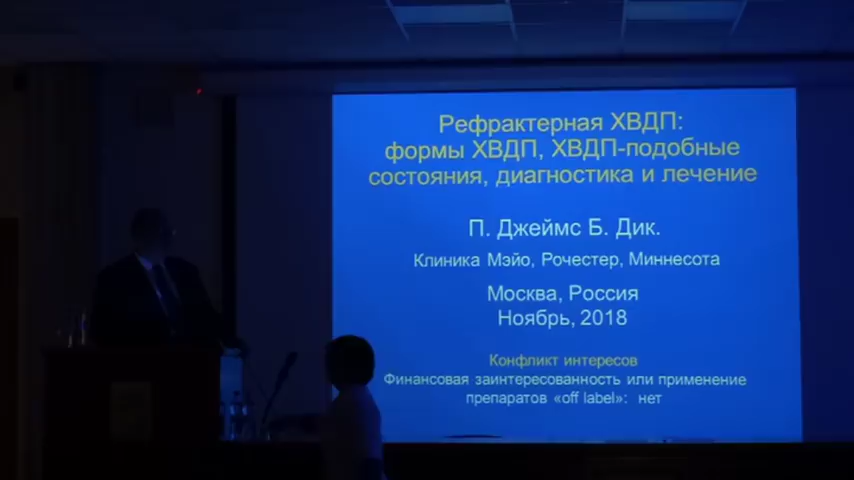 Рефрактерная ХВДП:
формы ХВДП, ХВДП-подобные
состояния, диагностика и лечение
П. Джеймс Б. Дик.
Клиника Мэйо, Рочестер, Миннесота
Москва, Россия
Ноябрь, 2018
Конфликт интересов
Финансовая заинтересованность или применение
препаратов «off label»: нет